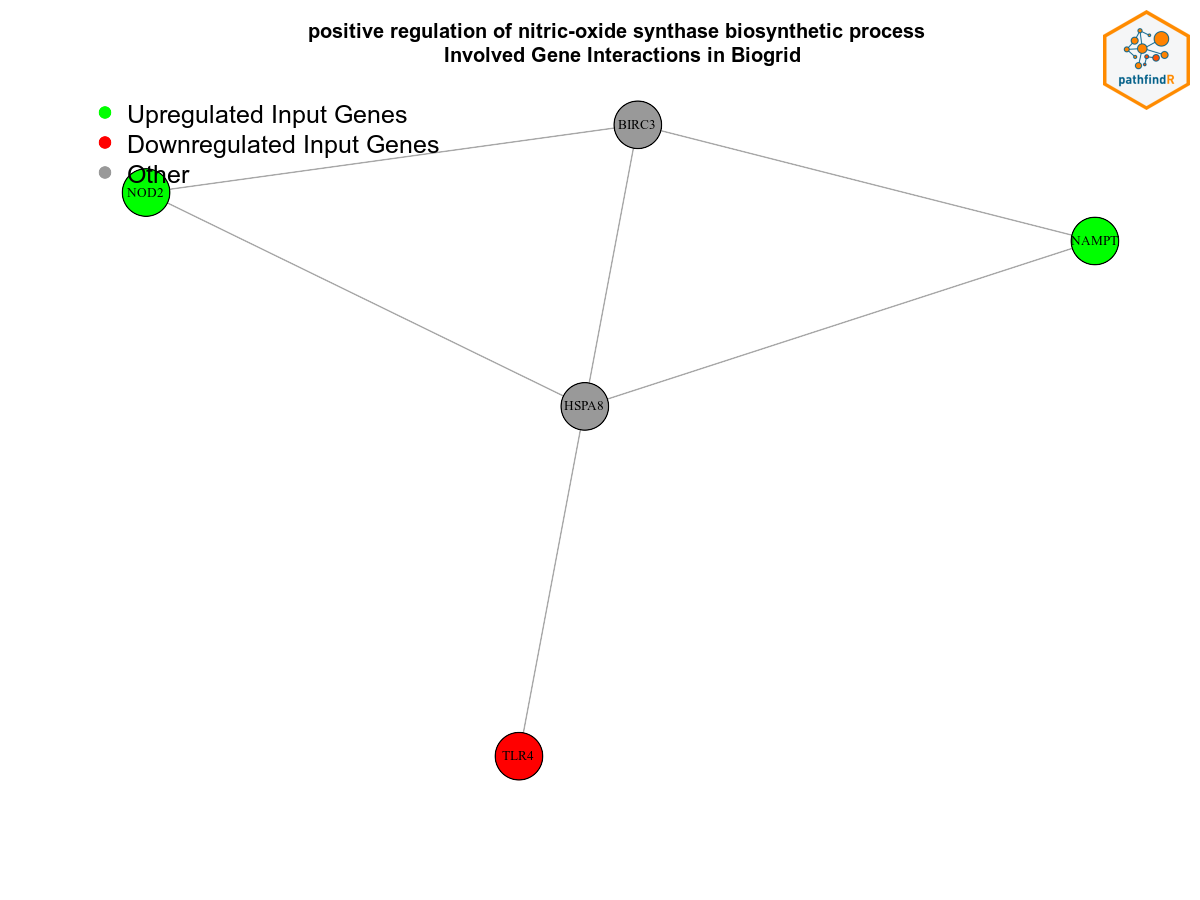 positive regulation of nitric-oxide synthase biosynthetic process
Involved Gene Interactions in Biogrid
pathfindR
Upregulated Input Genes
Downregulated Input Genes
Other
BIRC3
NOD2
NAMPT
HSPA8
TLR4